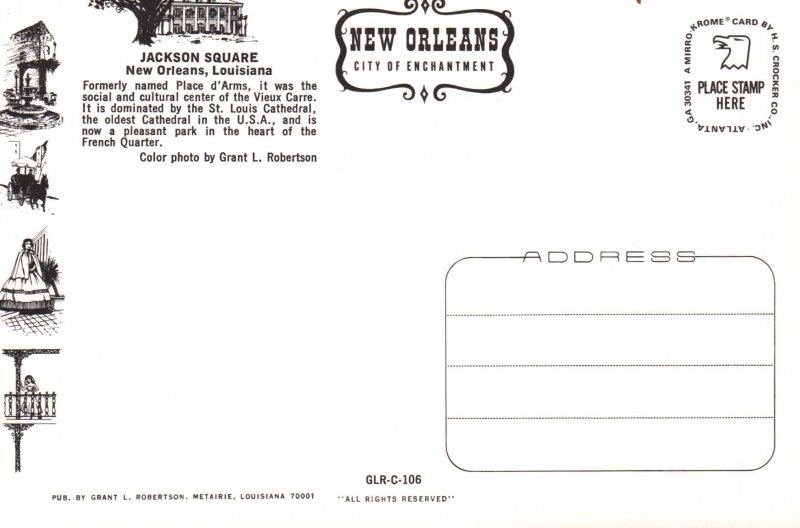 JACKSON SQUARE
New Orleans, Louisiana
Formerly named Place d'Arms, it was the
social and cultural center of the Vieux Carre.
It is dominated by the St. Louis Cathedral,
the oldest Cathedral in the U.S.A., and is
now a pleasant park in the heart of the
French Quarter.
Color photo by Grant L. Robertson
NEW ORLEANS
CITY OF ENCHANTMENT
A MIRRO-KROME® CARD BY H. S. CROCKER CO., INC. · ATLANTA, GA 30341
PLACE STAMP
HERE
ADDRESS
GLR-C-106
PUB. BY GRANT L. ROBERTSON, METAIRIE, LOUISIANA 70001
"ALL RIGHTS RESERVED"